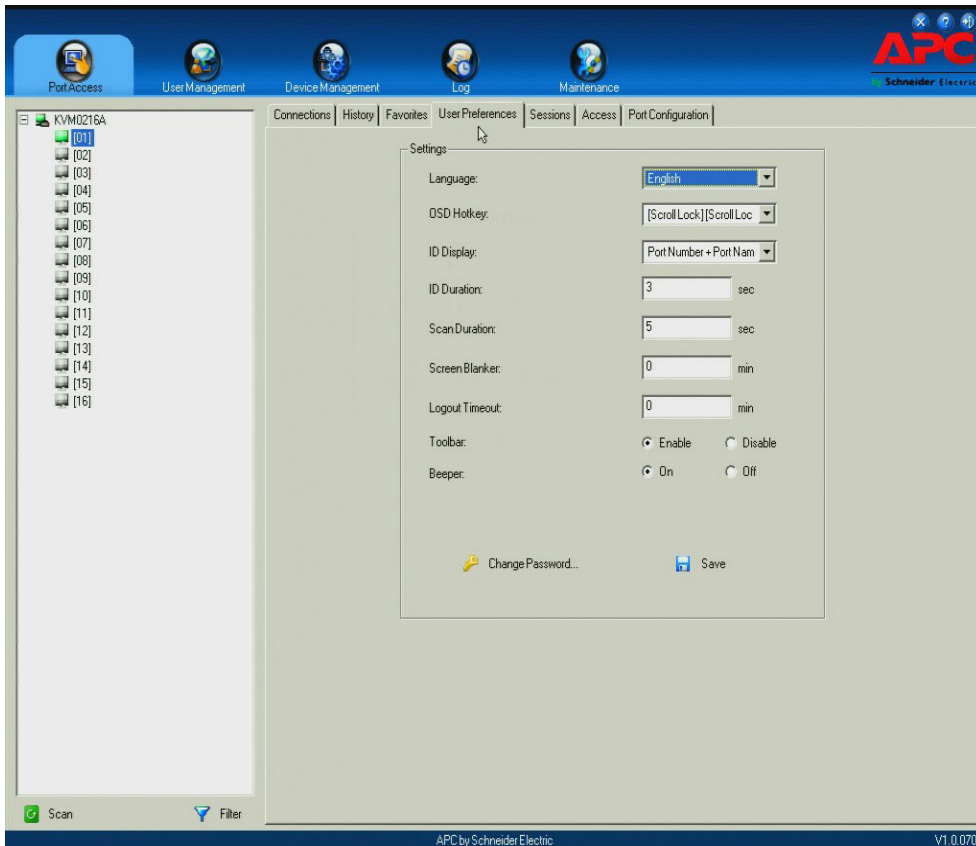 PortAccess
User Management
Device Management
Log
Maintenance
APC
by Schneider Electric
KVM0216A
[01]
[02]
[03]
[04]
[05]
[06]
[07]
[08]
[09]
[10]
[11]
[12]
[13]
[14]
[15]
[16]
Scan
Filter
Connections
History
Favorites
User Preferences
Sessions
Access
Port Configuration
Settings
Language: English
OSD Hotkey: [Scroll Lock] [Scroll Loc
ID Display: Port Number + Port Nam
ID Duration: 3 sec
Scan Duration: 5 sec
Screen Blanker: 0 min
Logout Timeout: 0 min
Toolbar: Enable Disable
Beeper: On Off
Change Password...
Save
APC by Schneider Electric
V1.0.070